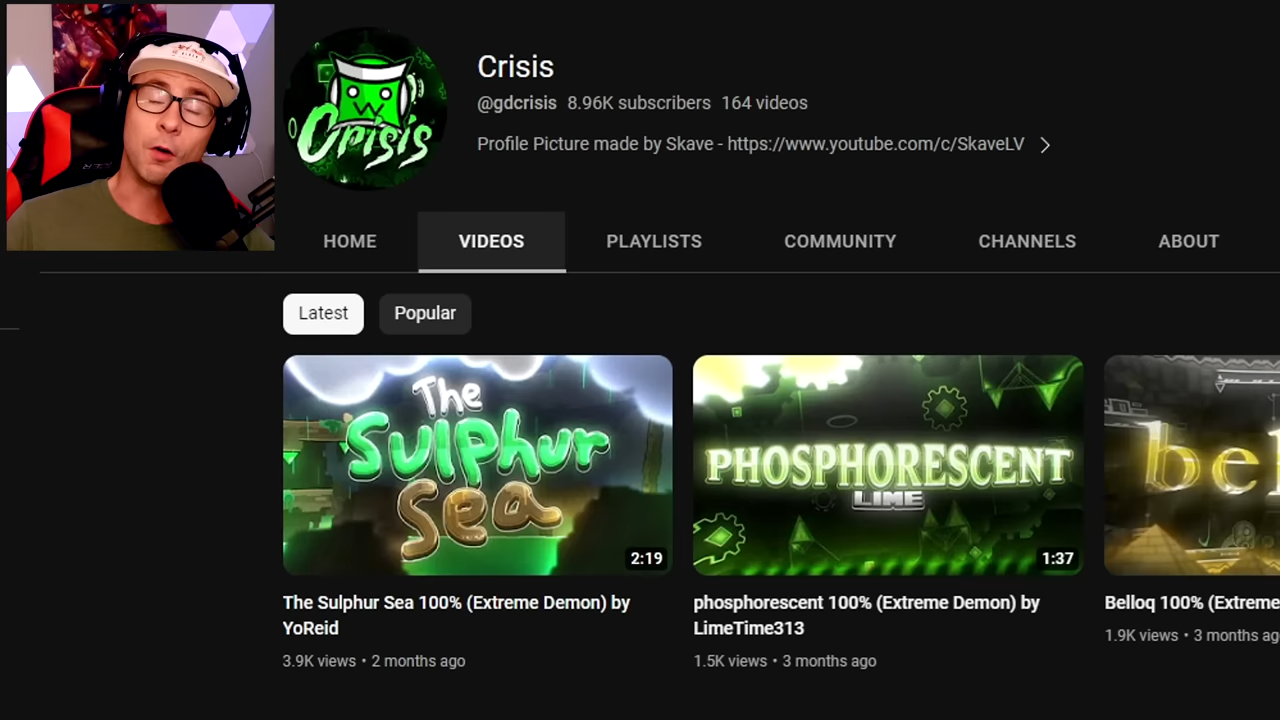 Crisis
Crisis
@gdcrisis 8.96K subscribers 164 videos
Profile Picture made by Skave - https://www.youtube.com/c/SkaveLV
HOME
VIDEOS
PLAYLISTS
COMMUNITY
CHANNELS
ABOUT
Latest
Popular
The
Sulphur
Sea
2:19
PHOSPHORESCENT
LIME
1:37
be
The Sulphur Sea 100% (Extreme Demon) by
YoReid
3.9K views • 2 months ago
phosphorescent 100% (Extreme Demon) by
LimeTime313
1.5K views • 3 months ago
Belloq 100% (Extreme
1.9K views • 3 months ag